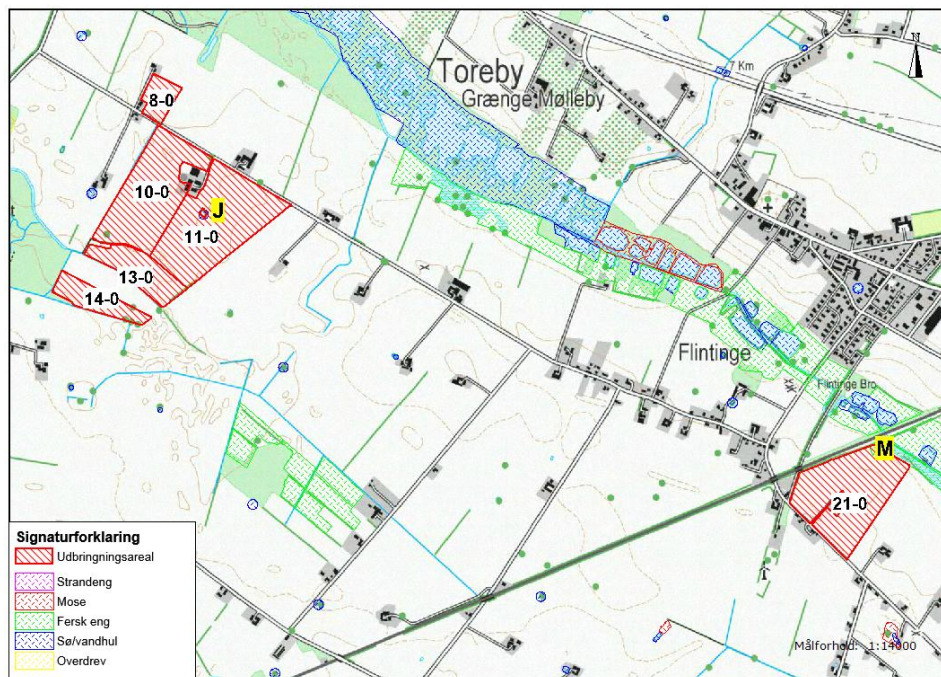 N
7 Km
Toreby
Grænge Mølleby
8-0
10-0
J
11-0
13-0
14-0
Flintinge
Flintinge Bro
M
21-0
Signaturforklaring
Udbringningsareal
Strandeng
Mose
Fersk eng
Sø/vandhul
Overdrev
Målforhold: 1:14000